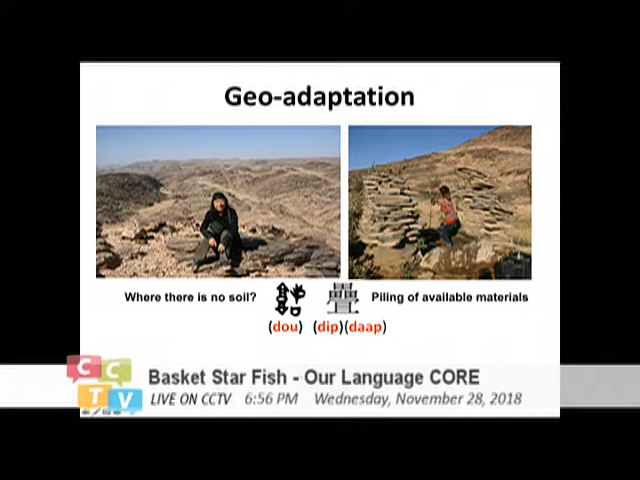 Geo-adaptation
Where there is no soil? 疊 Piling of available materials
(dou) (dip)(daap)
CCTV
Basket Star Fish - Our Language CORE
LIVE ON CCTV 6:56 PM Wednesday, November 28, 2018